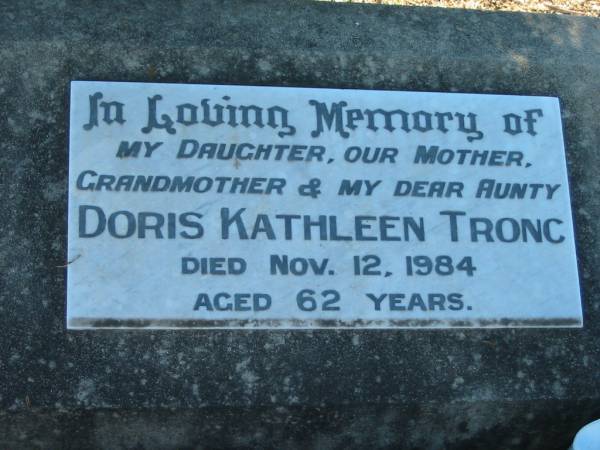 In Loving Memory of
MY DAUGHTER, OUR MOTHER,
GRANDMOTHER & MY DEAR AUNTY
DORIS KATHLEEN TRONC
DIED NOV. 12, 1984
AGED 62 YEARS.